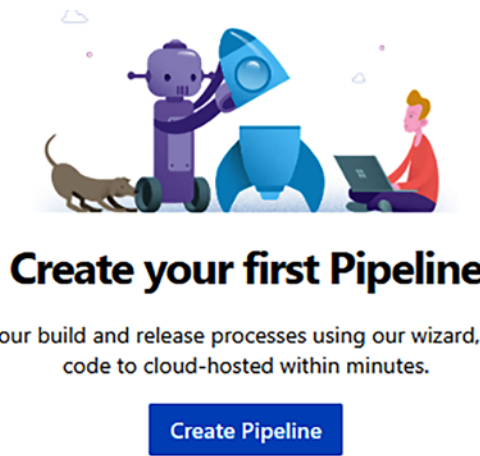 Create your first Pipeline
our build and release processes using our wizard,
code to cloud-hosted within minutes.
Create Pipeline